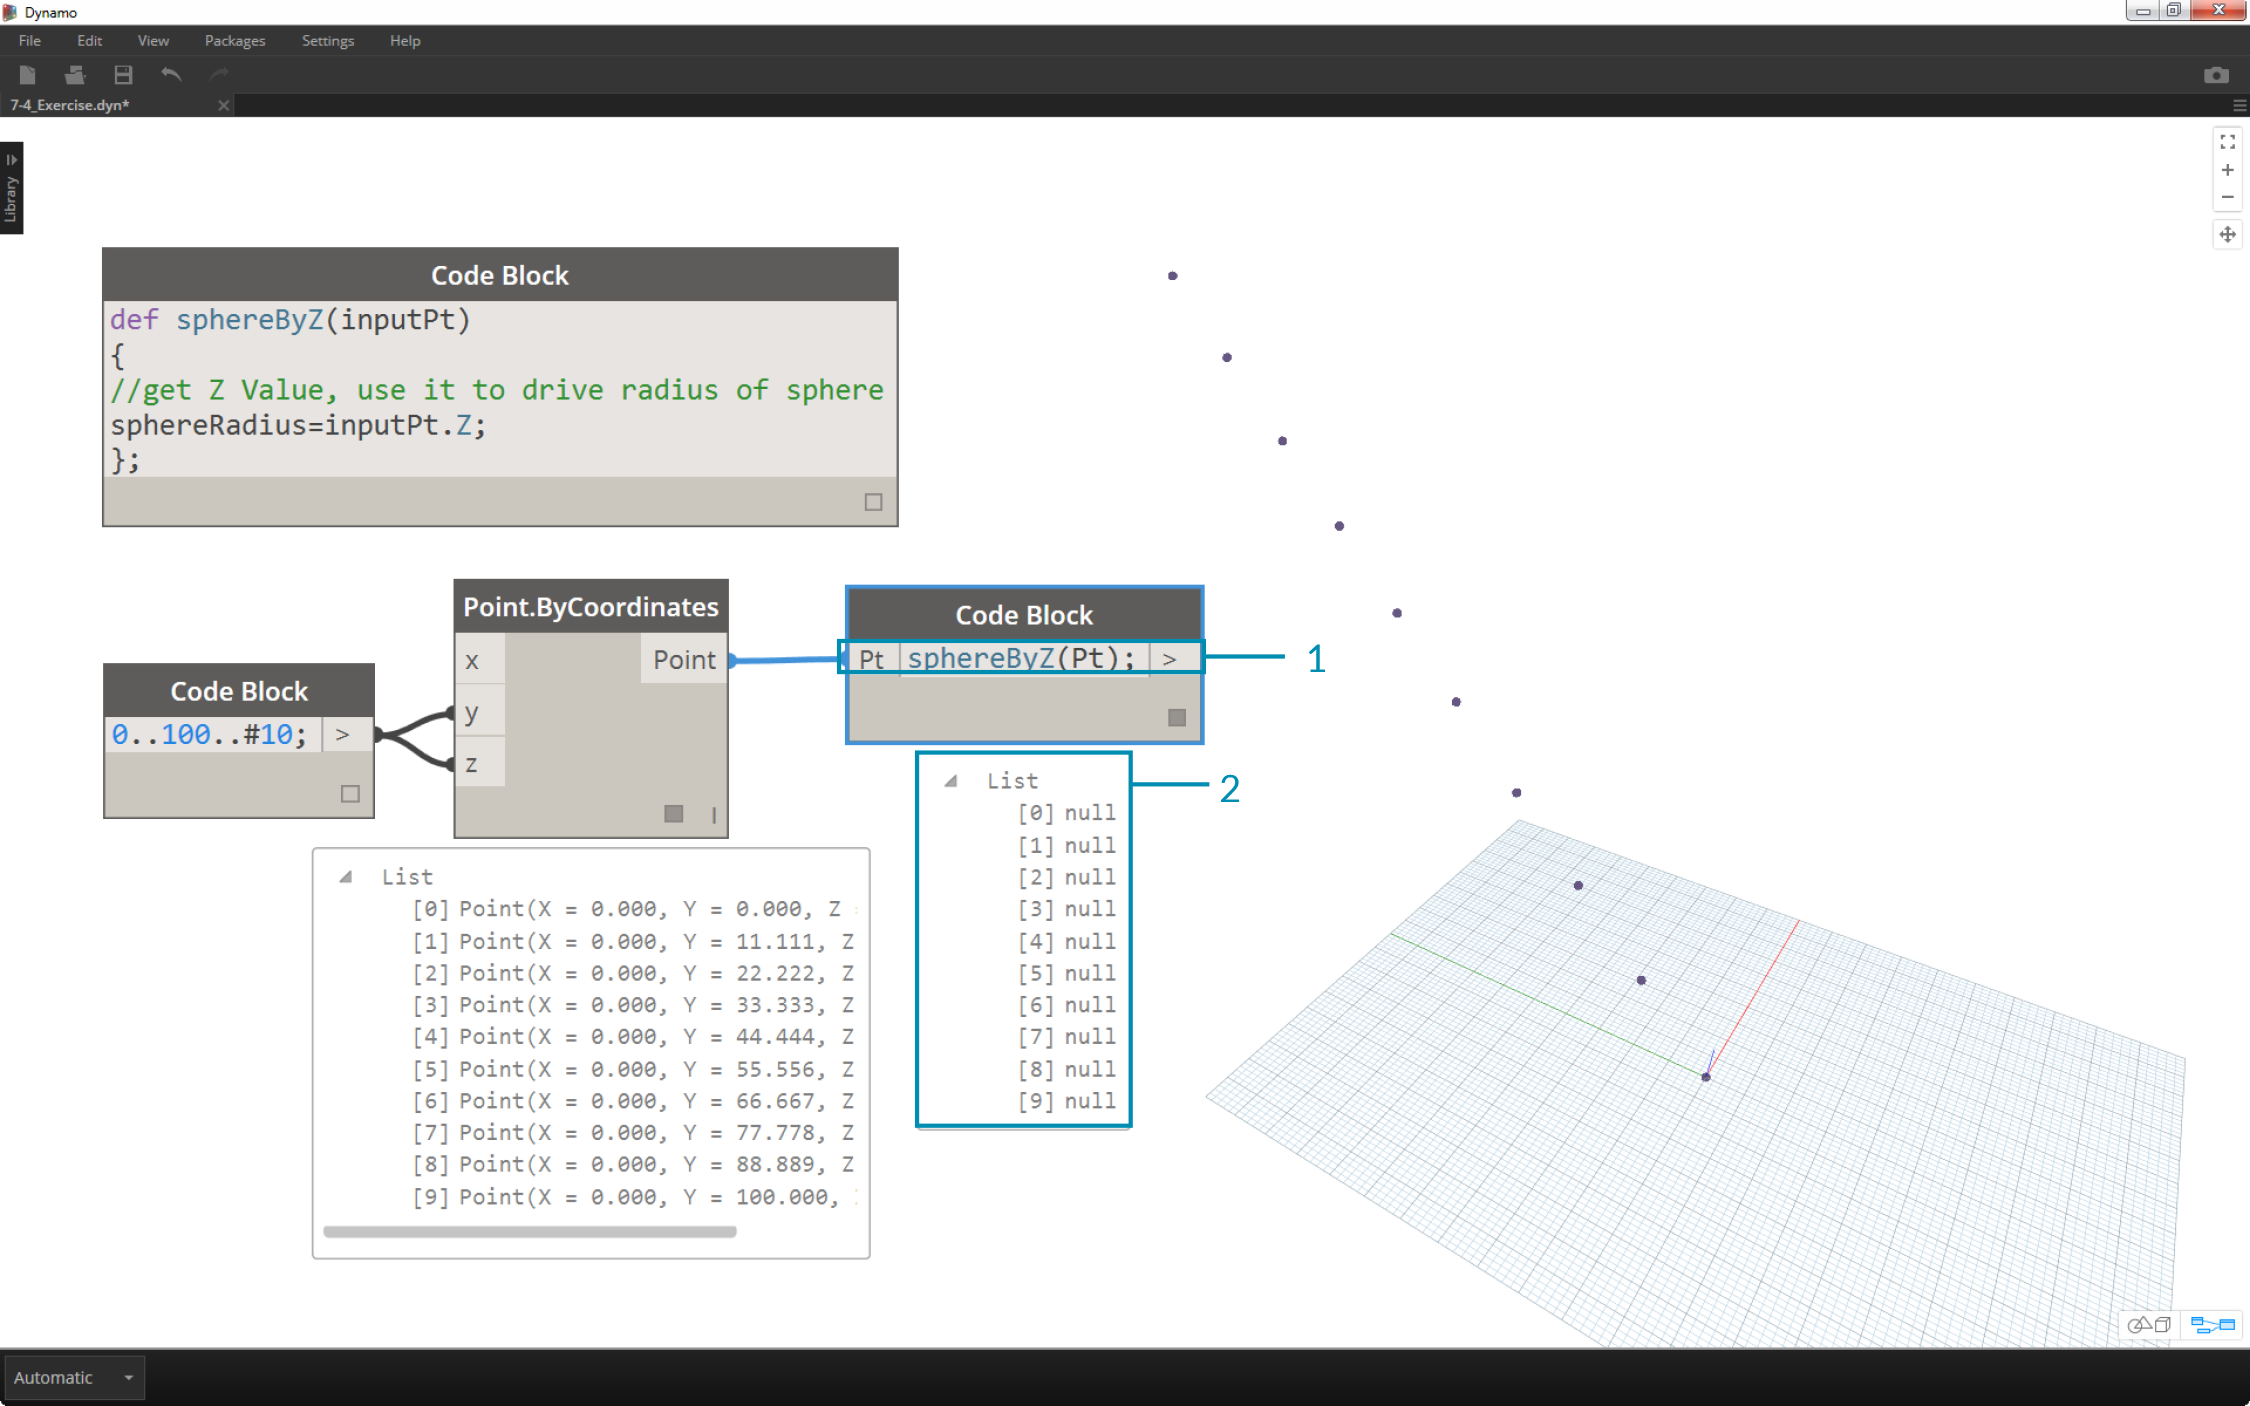 Dynamo
File Edit View Packages Settings Help
7-4_Exercise.dyn*
Library
Code Block
def sphereByZ(inputPt)
{
//get Z Value, use it to drive radius of sphere
sphereRadius=inputPt.Z;
};
Point.ByCoordinates
x
y
z
Point
Code Block
Pt sphereByZ(Pt); >
1
Code Block
0..100..#10; >
List
[0] null
[1] null
[2] null
[3] null
[4] null
[5] null
[6] null
[7] null
[8] null
[9] null
2
List
[0] Point(X = 0.000, Y = 0.000, Z
[1] Point(X = 0.000, Y = 11.111, Z
[2] Point(X = 0.000, Y = 22.222, Z
[3] Point(X = 0.000, Y = 33.333, Z
[4] Point(X = 0.000, Y = 44.444, Z
[5] Point(X = 0.000, Y = 55.556, Z
[6] Point(X = 0.000, Y = 66.667, Z
[7] Point(X = 0.000, Y = 77.778, Z
[8] Point(X = 0.000, Y = 88.889, Z
[9] Point(X = 0.000, Y = 100.000,
Automatic